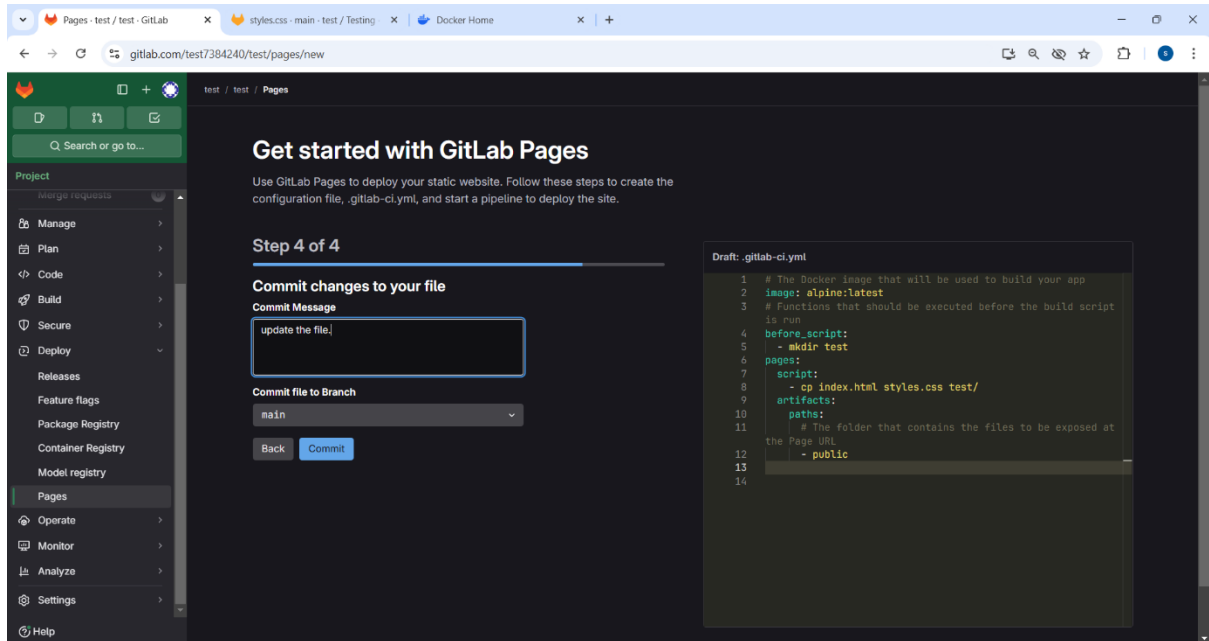 Pages · test / test · GitLab
styles.css · main · test / Testing
Docker Home
gitlab.com/test7384240/test/pages/new
S
test / test / Pages
Search or go to...
Project
Merge requests
Manage
Plan
Code
Build
Secure
Deploy
Releases
Feature flags
Package Registry
Container Registry
Model registry
Pages
Operate
Monitor
Analyze
Settings
Help
Get started with GitLab Pages
Use GitLab Pages to deploy your static website. Follow these steps to create the
configuration file, .gitlab-ci.yml, and start a pipeline to deploy the site.
Step 4 of 4
Commit changes to your file
Commit Message
update the file.
Commit file to Branch
main
Back Commit
Draft: .gitlab-ci.yml
1 # The Docker image that will be used to build your app
2 image: alpine:latest
3 # Functions that should be executed before the build script
is run
4 before_script:
5 - mkdir test
6 pages:
7 script:
8 - cp index.html styles.css test/
9 artifacts:
10 paths:
11 # The folder that contains the files to be exposed at
the Page URL
12 - public
13
14